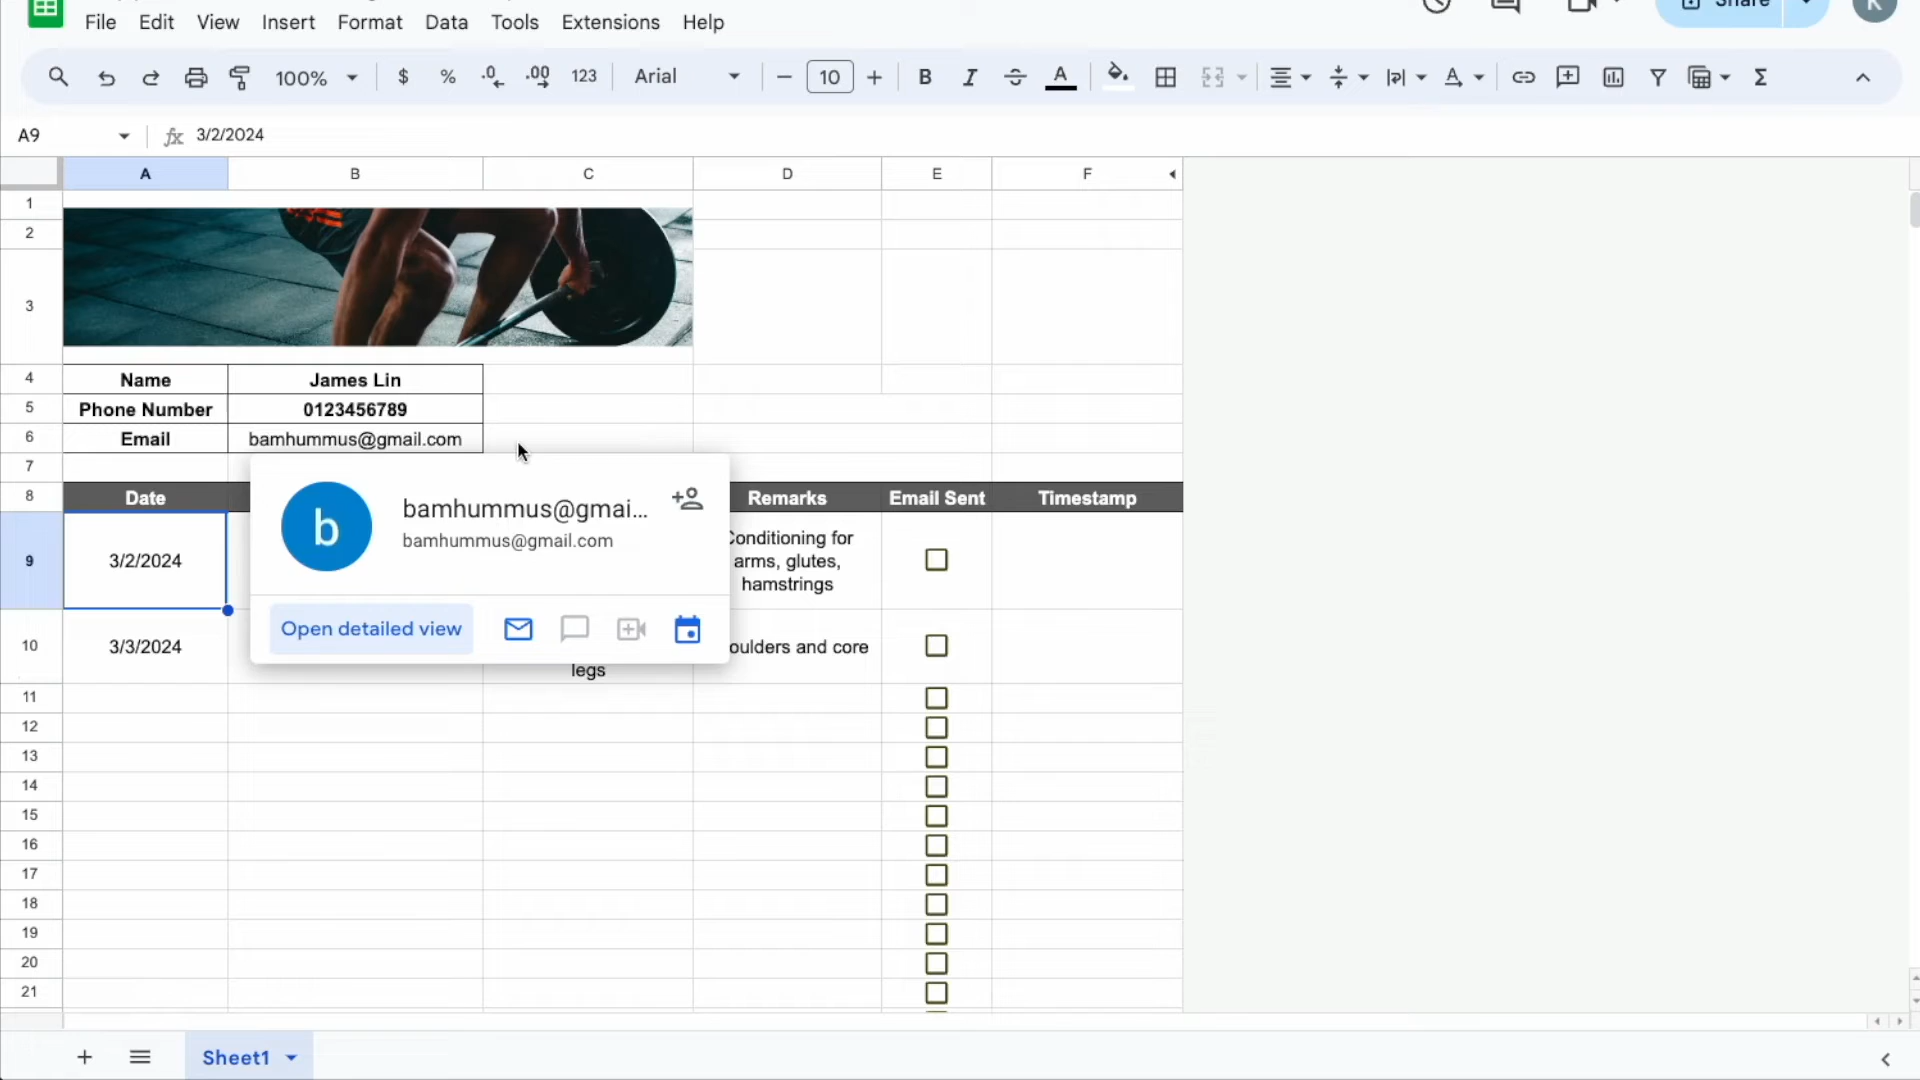 File Edit View Insert Format Data Tools Extensions Help
Share
K
100% $ % .0 .00 123 Arial 10 B I A
A9 fx 3/2/2024
A B C D E F
1
2
3
4 Name James Lin
5 Phone Number 0123456789
6 Email bamhummus@gmail.com
7
8 Date Remarks Email Sent Timestamp
b bamhummus@gmai...
bamhummus@gmail.com
Open detailed view
9 3/2/2024 Conditioning for
arms, glutes,
hamstrings
10 3/3/2024 oulders and core
legs
11
12
13
14
15
16
17
18
19
20
21
Sheet1